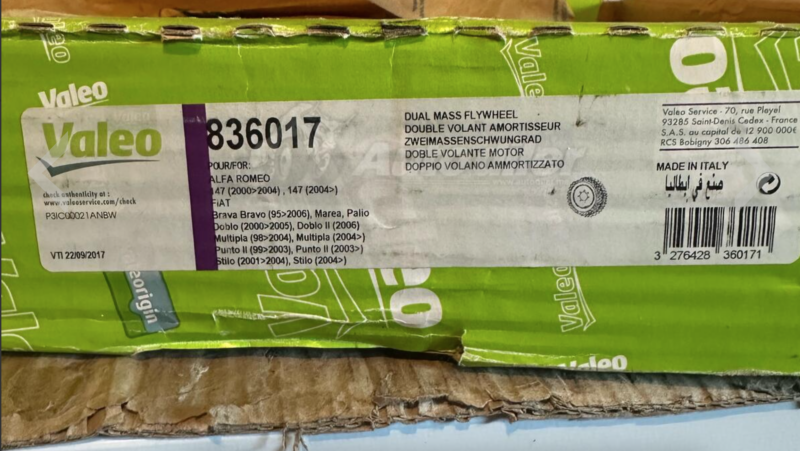 Valeo
Valeo
Valeo
check authenticity at :
www.valeoservice.com/check
P3IC00021ANBW
VTI 22/09/2017
836017
POUR/FOR:
ALFA ROMEO
147 (2000>2004) , 147 (2004>)
FIAT
Brava Bravo (95>2006), Marea, Palio
Doblo (2000>2005), Doblo II (2006)
Multipla (98>2004), Multipla (2004>)
Punto II (99>2003), Punto II (2003>)
Stilo (2001>2004), Stilo (2004>)
DUAL MASS FLYWHEEL
DOUBLE VOLANT AMORTISSEUR
ZWEIMASSENSCHWUNGRAD
DOBLE VOLANTE MOTOR
DOPPIO VOLANO AMMORTIZZATO
Valeo Service - 70, rue Pleyel
93285 Saint-Denis Cedex - France
S.A.S. au capital de 12 900 000€
RCS Bobigny 306 486 408
MADE IN ITALY
صنع في إيطاليا
3 276428 360171
Valeo
Valeo
origin